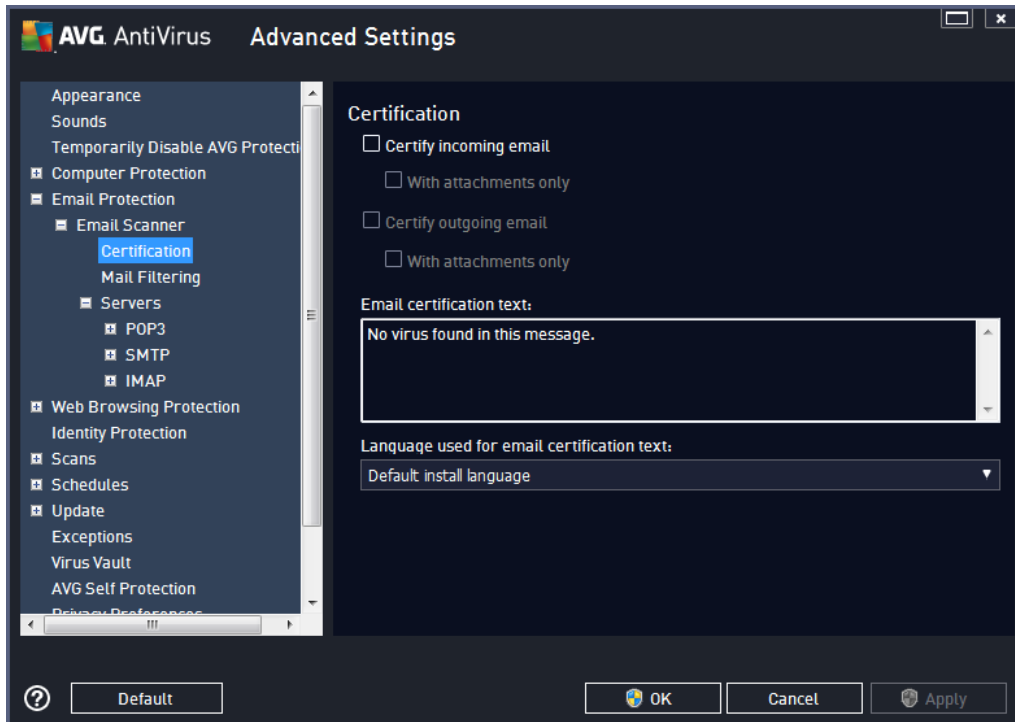 AVG AntiVirus Advanced Settings
Appearance
Sounds
Temporarily Disable AVG Protecti
Computer Protection
Email Protection
Email Scanner
Certification
Mail Filtering
Servers
POP3
SMTP
IMAP
Web Browsing Protection
Identity Protection
Scans
Schedules
Update
Exceptions
Virus Vault
AVG Self Protection
Privacy Preferences
Certification
Certify incoming email
With attachments only
Certify outgoing email
With attachments only
Email certification text:
No virus found in this message.
Language used for email certification text:
Default install language
Default
OK
Cancel
Apply